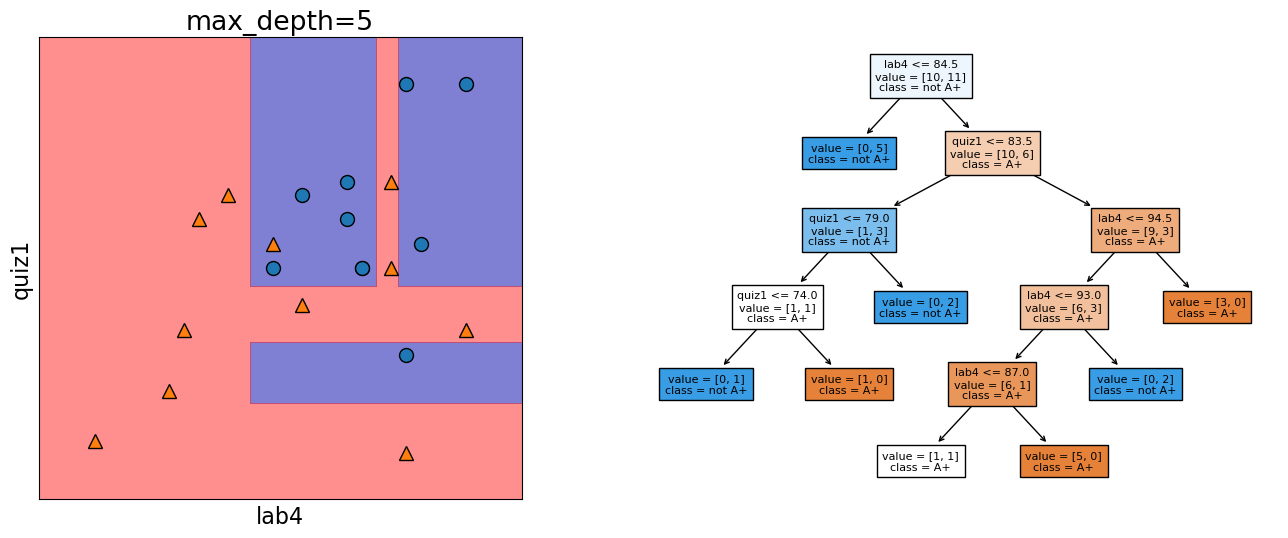 max_depth=5
quiz1
lab4
lab4 <= 84.5
value = [10, 11]
class = not A+
value = [0, 5]
class = not A+
quiz1 <= 83.5
value = [10, 6]
class = A+
quiz1 <= 79.0
value = [1, 3]
class = not A+
lab4 <= 94.5
value = [9, 3]
class = A+
quiz1 <= 74.0
value = [1, 1]
class = A+
value = [0, 2]
class = not A+
lab4 <= 93.0
value = [6, 3]
class = A+
value = [3, 0]
class = A+
value = [0, 1]
class = not A+
value = [1, 0]
class = A+
lab4 <= 87.0
value = [6, 1]
class = A+
value = [0, 2]
class = not A+
value = [1, 1]
class = A+
value = [5, 0]
class = A+